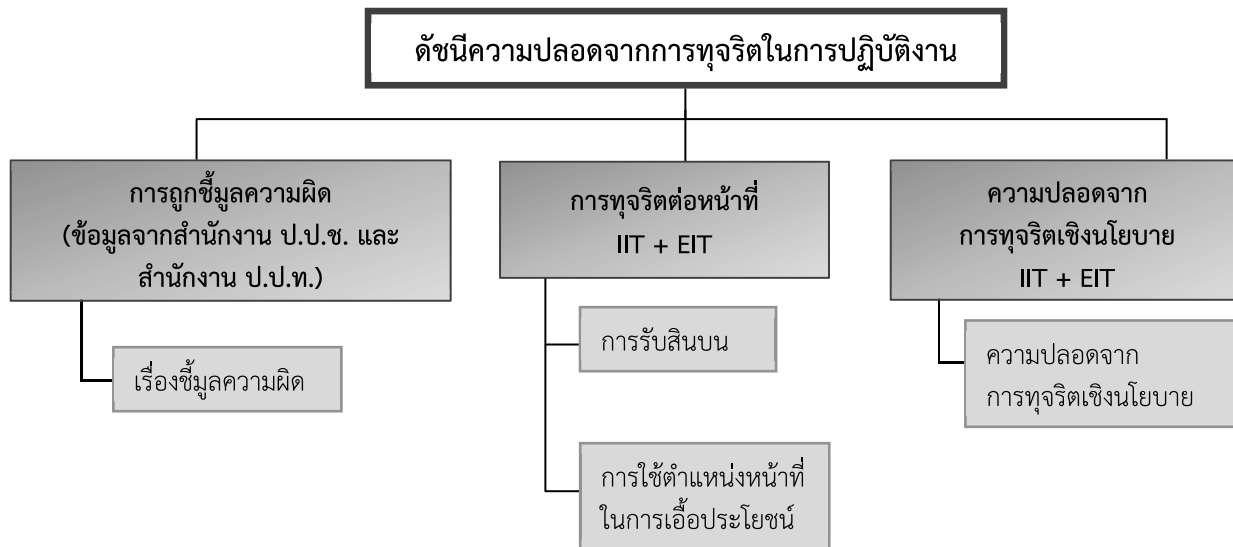 ดัชนีความปลอดจากการทุจริตในการปฏิบัติงาน
การถูกชี้มูลความผิด
(ข้อมูลจากสำนักงาน ป.ป.ช. และ
สำนักงาน ป.ป.ท.)
เรื่องชี้มูลความผิด
การทุจริตต่อหน้าที่
IIT + EIT
การรับสินบน
การใช้ตำแหน่งหน้าที่
ในการเอื้อประโยชน์
ความปลอดจาก
การทุจริตเชิงนโยบาย
IIT + EIT
ความปลอดจาก
การทุจริตเชิงนโยบาย